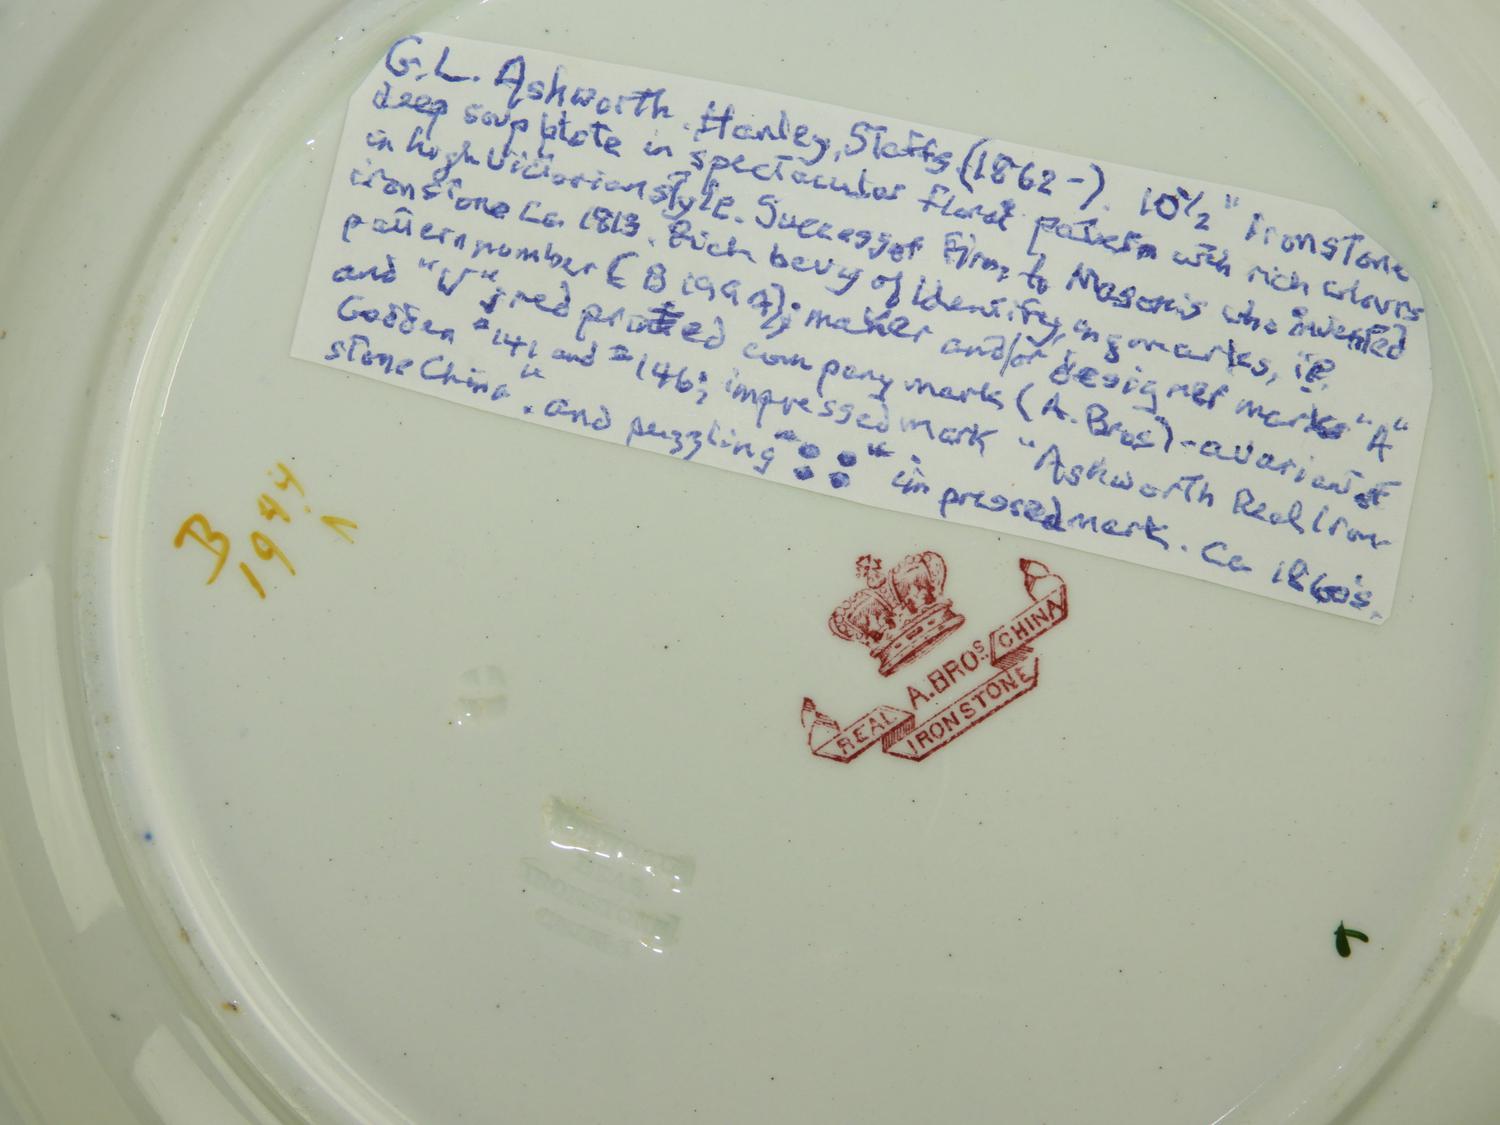 G.L. Ashworth. Hanley, Staffs (1862-). 10½" ironstone
deep soup plate in spectacular floral pattern with rich colours
in high Victorian style. Successor Firm to Mason's who invented
ironstone ca. 1813. Rich bevy of identifying marks, i.e.
pattern number (B 1994); maker and/or designer marks "A"
and "V"; red printed company mark (A. Bros) - a variant of
Godden #141 and #146; impressed mark "Ashworth Real Iron-
stone China". and puzzling "::" impressed mark. Ca 1860's.
B
194
A. BROS
REAL IRONSTONE CHINA